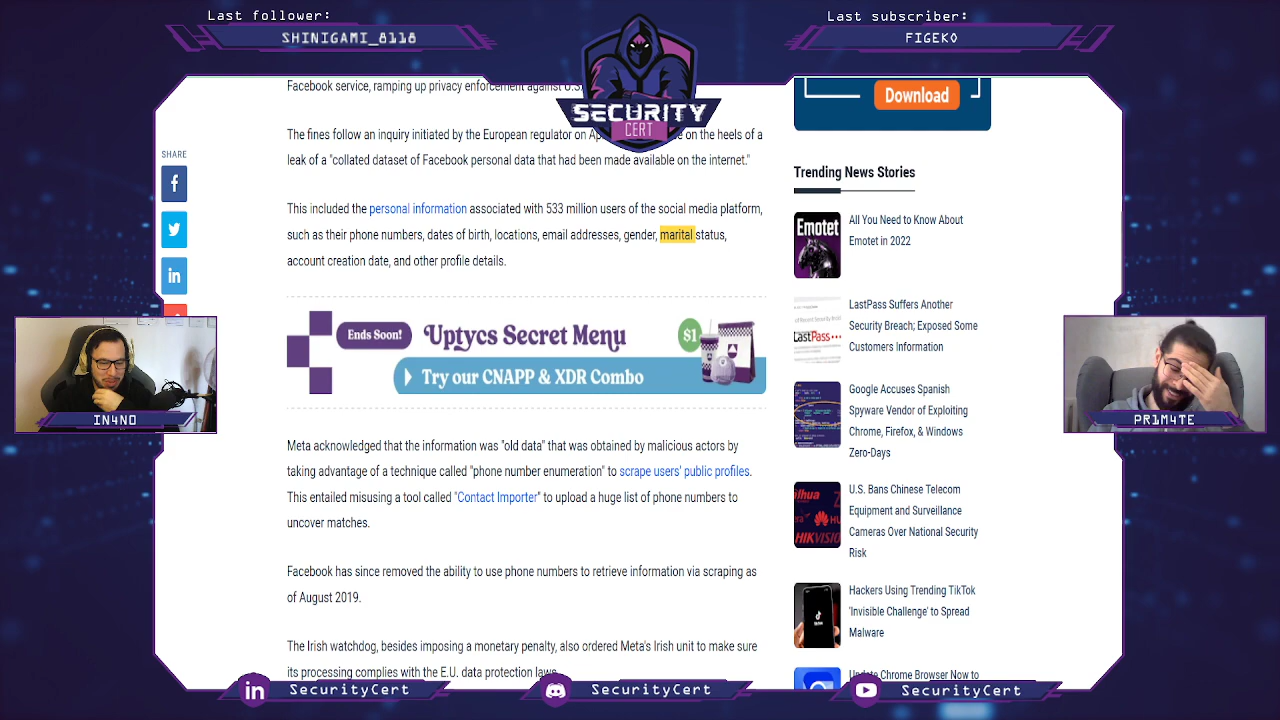 Last follower:
SHINIGAMI_8118
Last subscriber:
FIGEKO
SECURITY
CERT
Facebook service, ramping up privacy enforcement against U.S.
The fines follow an inquiry initiated by the European regulator on on the heels of a
leak of a "collated dataset of Facebook personal data that had been made available on the internet."
This included the personal information associated with 533 million users of the social media platform,
such as their phone numbers, dates of birth, locations, email addresses, gender, marital status,
account creation date, and other profile details.
SHARE
Ends Soon!
Uptycs Secret Menu
$1
Try our CNAPP & XDR Combo
Meta acknowledged that the information was "old data" that was obtained by malicious actors by
taking advantage of a technique called "phone number enumeration" to scrape users' public profiles.
This entailed misusing a tool called "Contact Importer" to upload a huge list of phone numbers to
uncover matches.
Facebook has since removed the ability to use phone numbers to retrieve information via scraping as
of August 2019.
The Irish watchdog, besides imposing a monetary penalty, also ordered Meta's Irish unit to make sure
its processing complies with the E.U. data protection laws
Download
Trending News Stories
Emotet
All You Need to Know About
Emotet in 2022
LastPass
LastPass Suffers Another
Security Breach; Exposed Some
Customers Information
Google Accuses Spanish
Spyware Vendor of Exploiting
Chrome, Firefox, & Windows
Zero-Days
HIKVISIO
U.S. Bans Chinese Telecom
Equipment and Surveillance
Cameras Over National Security
Risk
Hackers Using Trending TikTok
'Invisible Challenge' to Spread
Malware
Update Chrome Browser Now to
IN4N0
PR1M4TE
SecurityCert
SecurityCert
SecurityCert